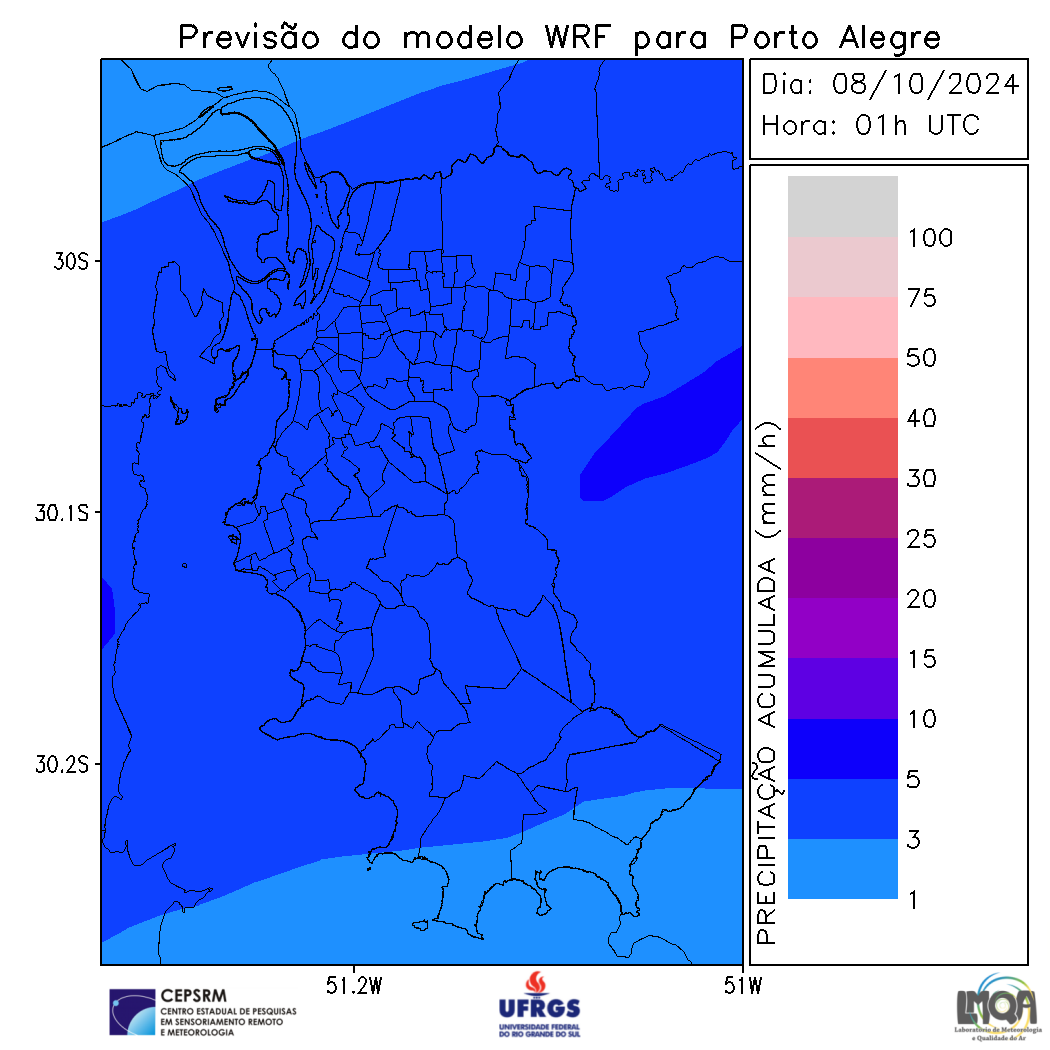 Previsão do modelo WRF para Porto Alegre
Dia: 08/10/2024
Hora: 01h UTC
30S
30.1S
30.2S
51.2W
51W
PRECIPITAÇÃO ACUMULADA (mm/h)
100
75
50
40
30
25
20
15
10
5
3
1
CEPSRM
CENTRO ESTADUAL DE PESQUISAS
EM SENSORIAMENTO REMOTO
E METEOROLOGIA
UFRGS
UNIVERSIDADE FEDERAL
DO RIO GRANDE DO SUL
LMQA
Laboratório de Meteorologia
e Qualidade do Ar